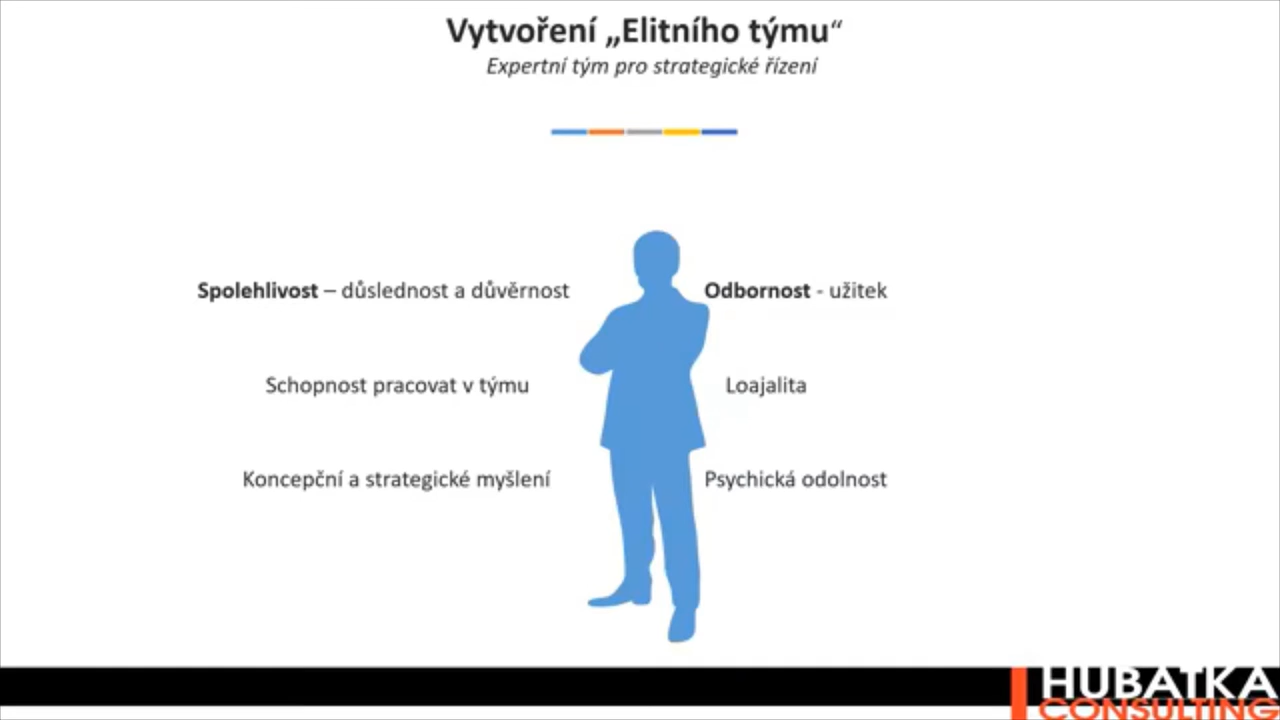 Vytvoření „Elitního týmu“
Expertní tým pro strategické řízení
Spolehlivost – důslednost a důvěrnost
Odbornost - užitek
Schopnost pracovat v týmu
Loajalita
Koncepční a strategické myšlení
Psychická odolnost
HUBATKA
CONSULTING